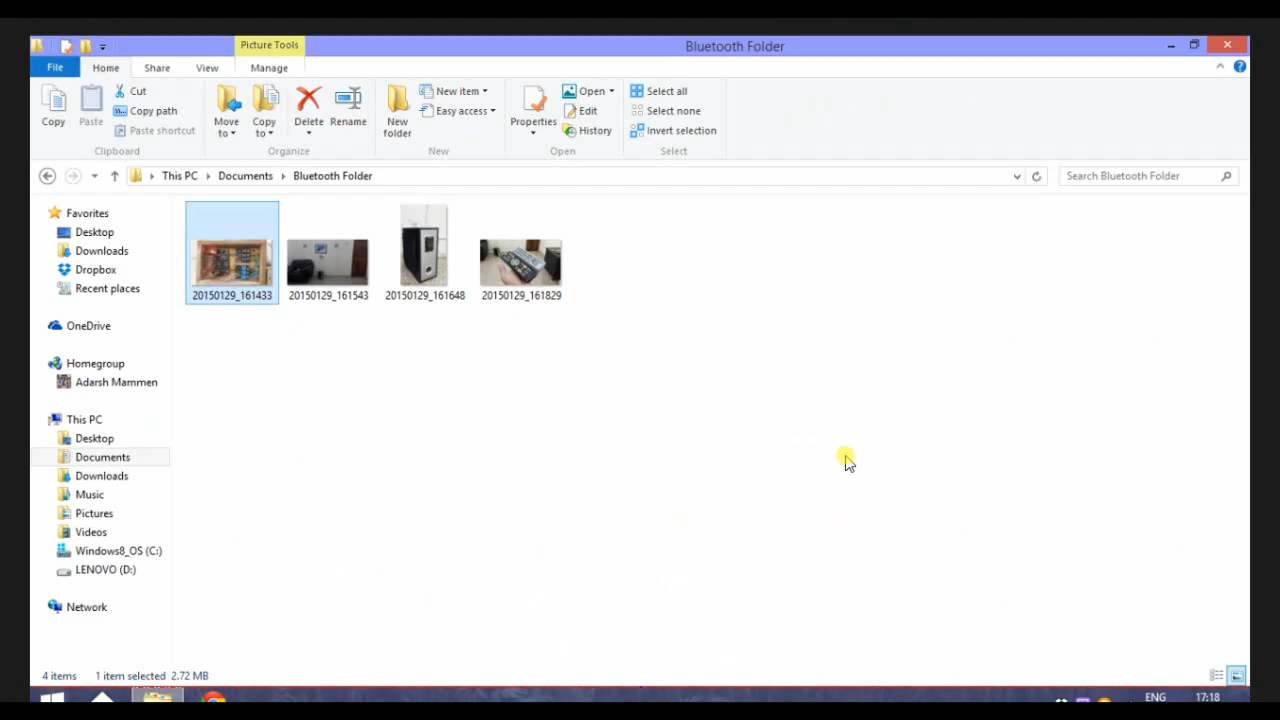 Picture Tools
Bluetooth Folder
File
Home
Share
View
Manage
Copy
Paste
Cut
Copy path
Paste shortcut
Clipboard
Move to
Copy to
Delete
Rename
Organize
New folder
New item
Easy access
New
Properties
Open
Edit
History
Open
Select all
Select none
Invert selection
Select
This PC
Documents
Bluetooth Folder
Search Bluetooth Folder
Favorites
Desktop
Downloads
Dropbox
Recent places
OneDrive
Homegroup
Adarsh Mammen
This PC
Desktop
Documents
Downloads
Music
Pictures
Videos
Windows8_OS (C:)
LENOVO (D:)
Network
20150129_161433
20150129_161543
20150129_161648
20150129_161829
4 items
1 item selected 2.72 MB
ENG
17:18